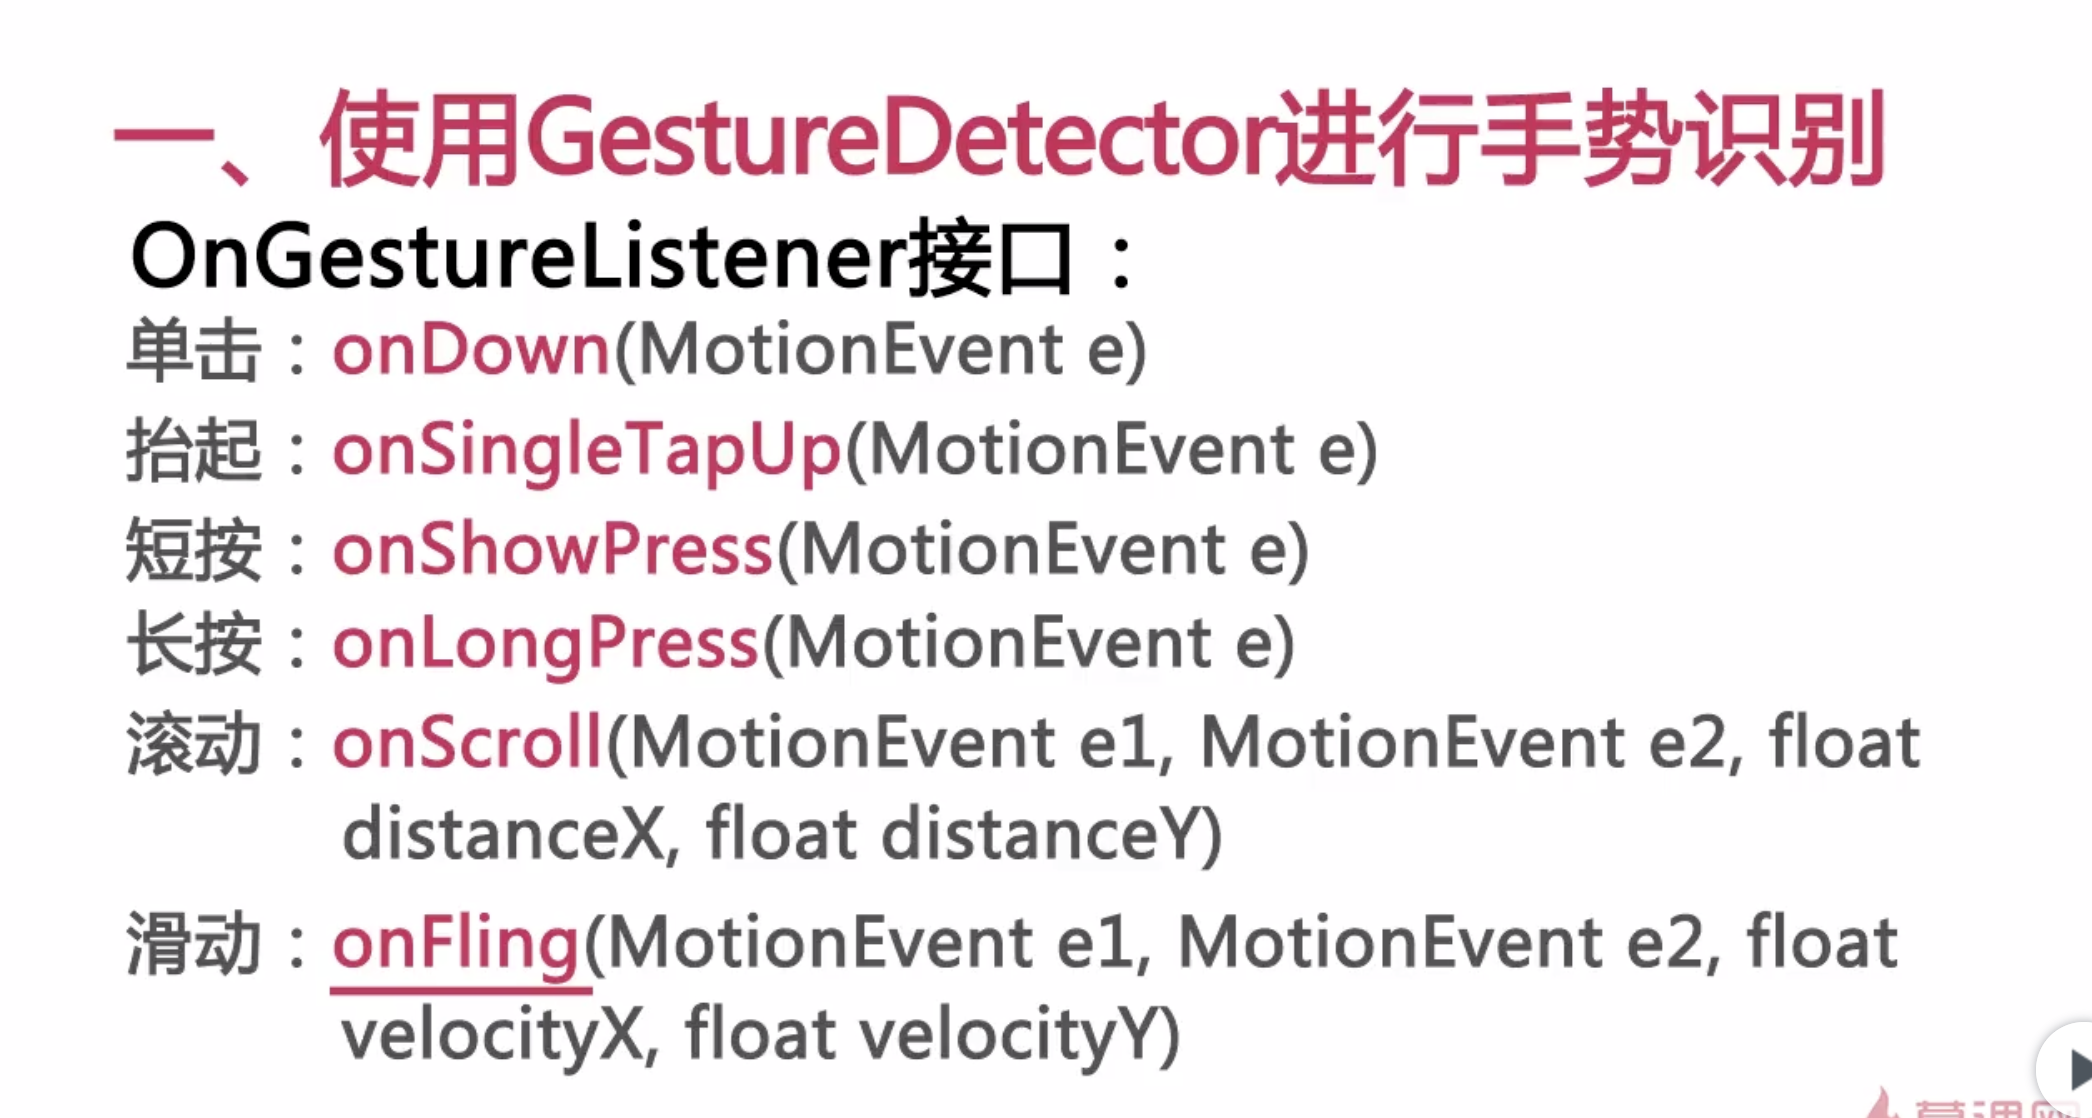 一、使用GestureDetector进行手势识别
OnGestureListener接口：
单击：onDown(MotionEvent e)
抬起：onSingleTapUp(MotionEvent e)
短按：onShowPress(MotionEvent e)
长按：onLongPress(MotionEvent e)
滚动：onScroll(MotionEvent e1, MotionEvent e2, float
distanceX, float distanceY)
滑动：onFling(MotionEvent e1, MotionEvent e2, float
velocityX, float velocityY)